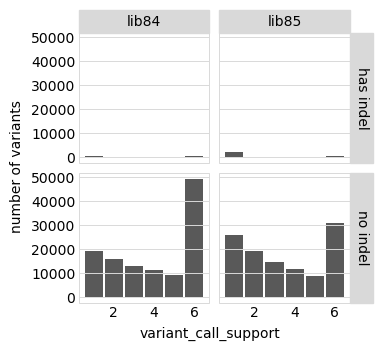 lib84 lib85
50000
40000
30000
20000
10000
0
has indel
number of variants
50000
40000
30000
20000
10000
0
no indel
2 4 6 2 4 6
variant_call_support